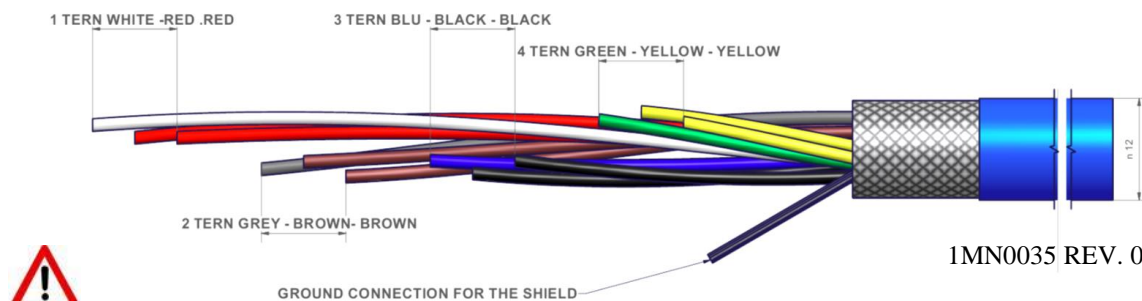 1 TERN WHITE -RED .RED
3 TERN BLU - BLACK - BLACK
4 TERN GREEN - YELLOW - YELLOW
n 12
2 TERN GREY - BROWN- BROWN
1MN0035 REV. 0
GROUND CONNECTION FOR THE SHIELD
!